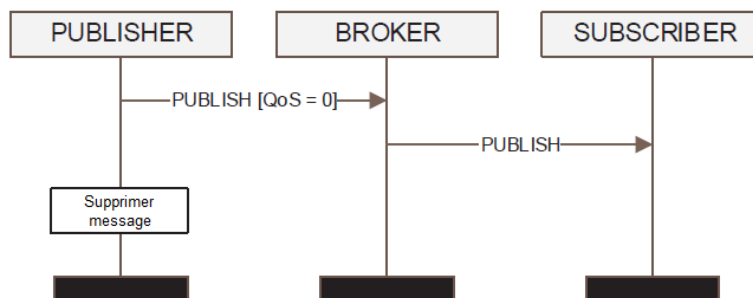 PUBLISHER
BROKER
SUBSCRIBER
PUBLISH [QoS = 0]
PUBLISH
Supprimer
message